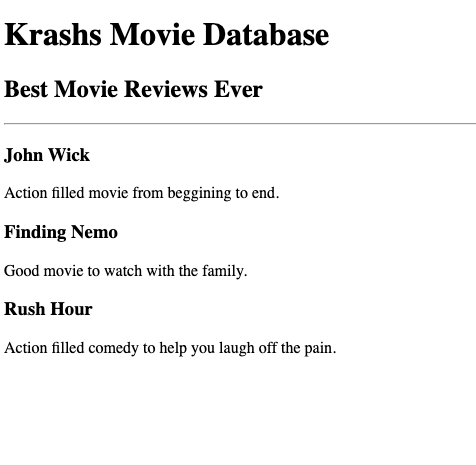 Krashs Movie Database
Best Movie Reviews Ever
John Wick
Action filled movie from beggining to end.
Finding Nemo
Good movie to watch with the family.
Rush Hour
Action filled comedy to help you laugh off the pain.